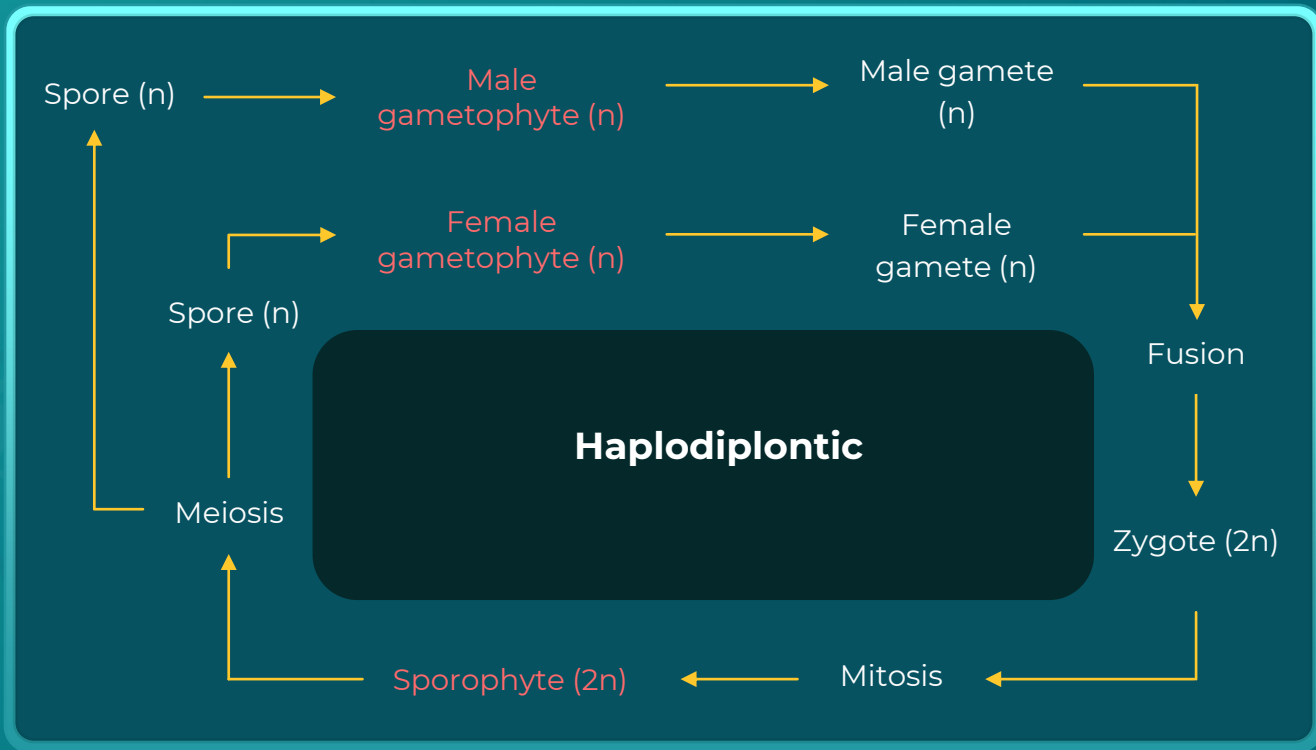 Spore (n)
Male
gametophyte (n)
Male gamete
(n)
Female
gametophyte (n)
Female
gamete (n)
Spore (n)
Fusion
Haplodiplontic
Meiosis
Zygote (2n)
Sporophyte (2n)
Mitosis